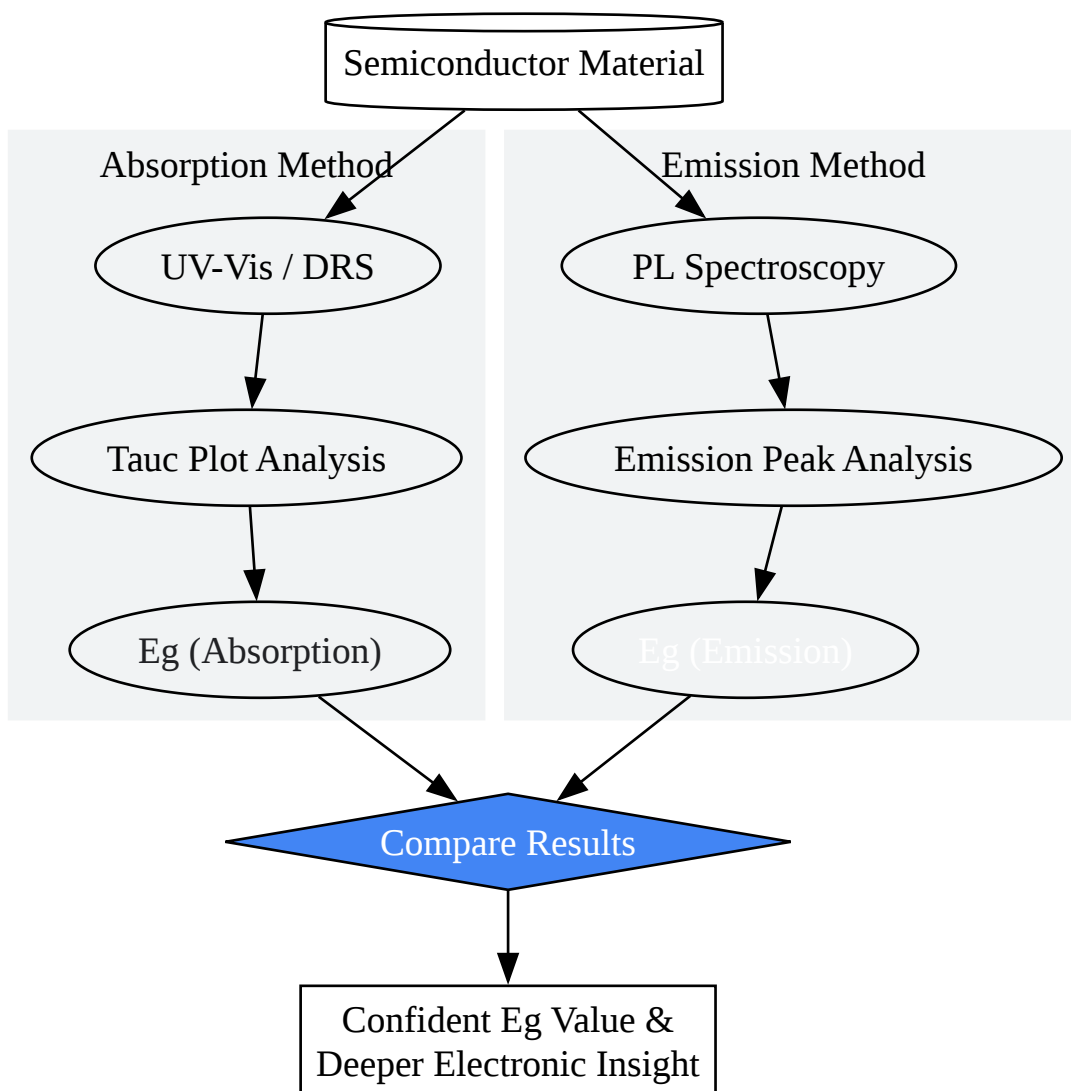 Semiconductor Material
Absorption Method
Emission Method
UV-Vis / DRS
PL Spectroscopy
Tauc Plot Analysis
Emission Peak Analysis
Eg (Absorption)
Eg (Emission)
Compare Results
Confident Eg Value &
Deeper Electronic Insight